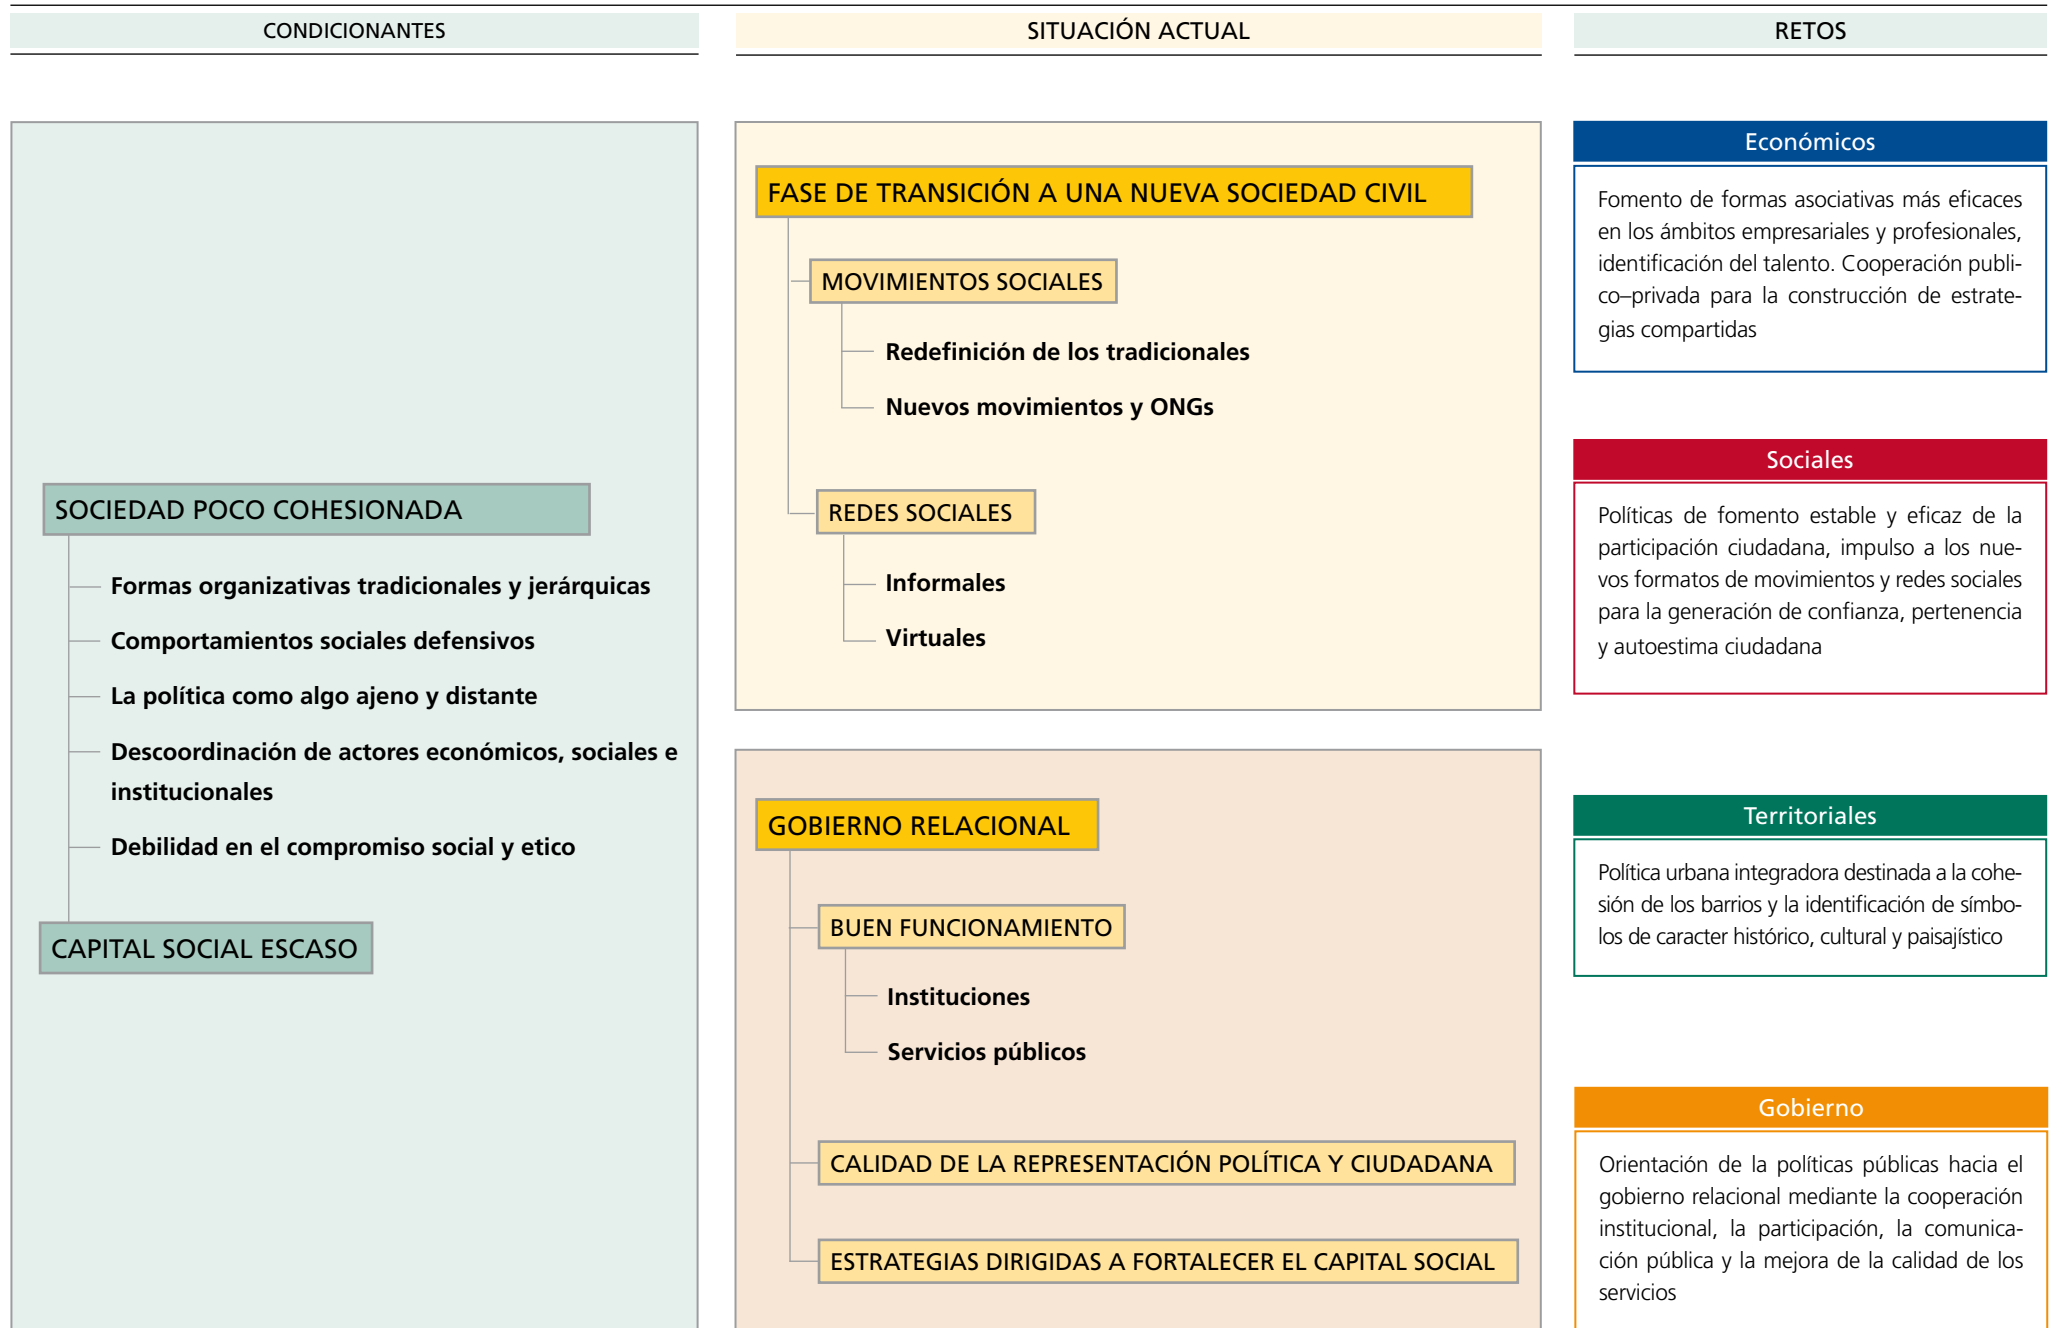 CONDICIONANTES
SITUACIÓN ACTUAL
RETOS
SOCIEDAD POCO COHESIONADA
Formas organizativas tradicionales y jerárquicas
Comportamientos sociales defensivos
La política como algo ajeno y distante
Descoordinación de actores económicos, sociales e
institucionales
Debilidad en el compromiso social y etico
CAPITAL SOCIAL ESCASO
FASE DE TRANSICIÓN A UNA NUEVA SOCIEDAD CIVIL
MOVIMIENTOS SOCIALES
Redefinición de los tradicionales
Nuevos movimientos y ONGs
REDES SOCIALES
Informales
Virtuales
GOBIERNO RELACIONAL
BUEN FUNCIONAMIENTO
Instituciones
Servicios públicos
CALIDAD DE LA REPRESENTACIÓN POLÍTICA Y CIUDADANA
ESTRATEGIAS DIRIGIDAS A FORTALECER EL CAPITAL SOCIAL
Económicos
Fomento de formas asociativas más eficaces
en los ámbitos empresariales y profesionales,
identificación del talento. Cooperación publi-
co–privada para la construcción de estrate-
gias compartidas
Sociales
Políticas de fomento estable y eficaz de la
participación ciudadana, impulso a los nue-
vos formatos de movimientos y redes sociales
para la generación de confianza, pertenencia
y autoestima ciudadana
Territoriales
Política urbana integradora destinada a la cohe-
sión de los barrios y la identificación de símbo-
los de caracter histórico, cultural y paisajístico
Gobierno
Orientación de la políticas públicas hacia el
gobierno relacional mediante la cooperación
institucional, la participación, la comunica-
ción pública y la mejora de la calidad de los
servicios